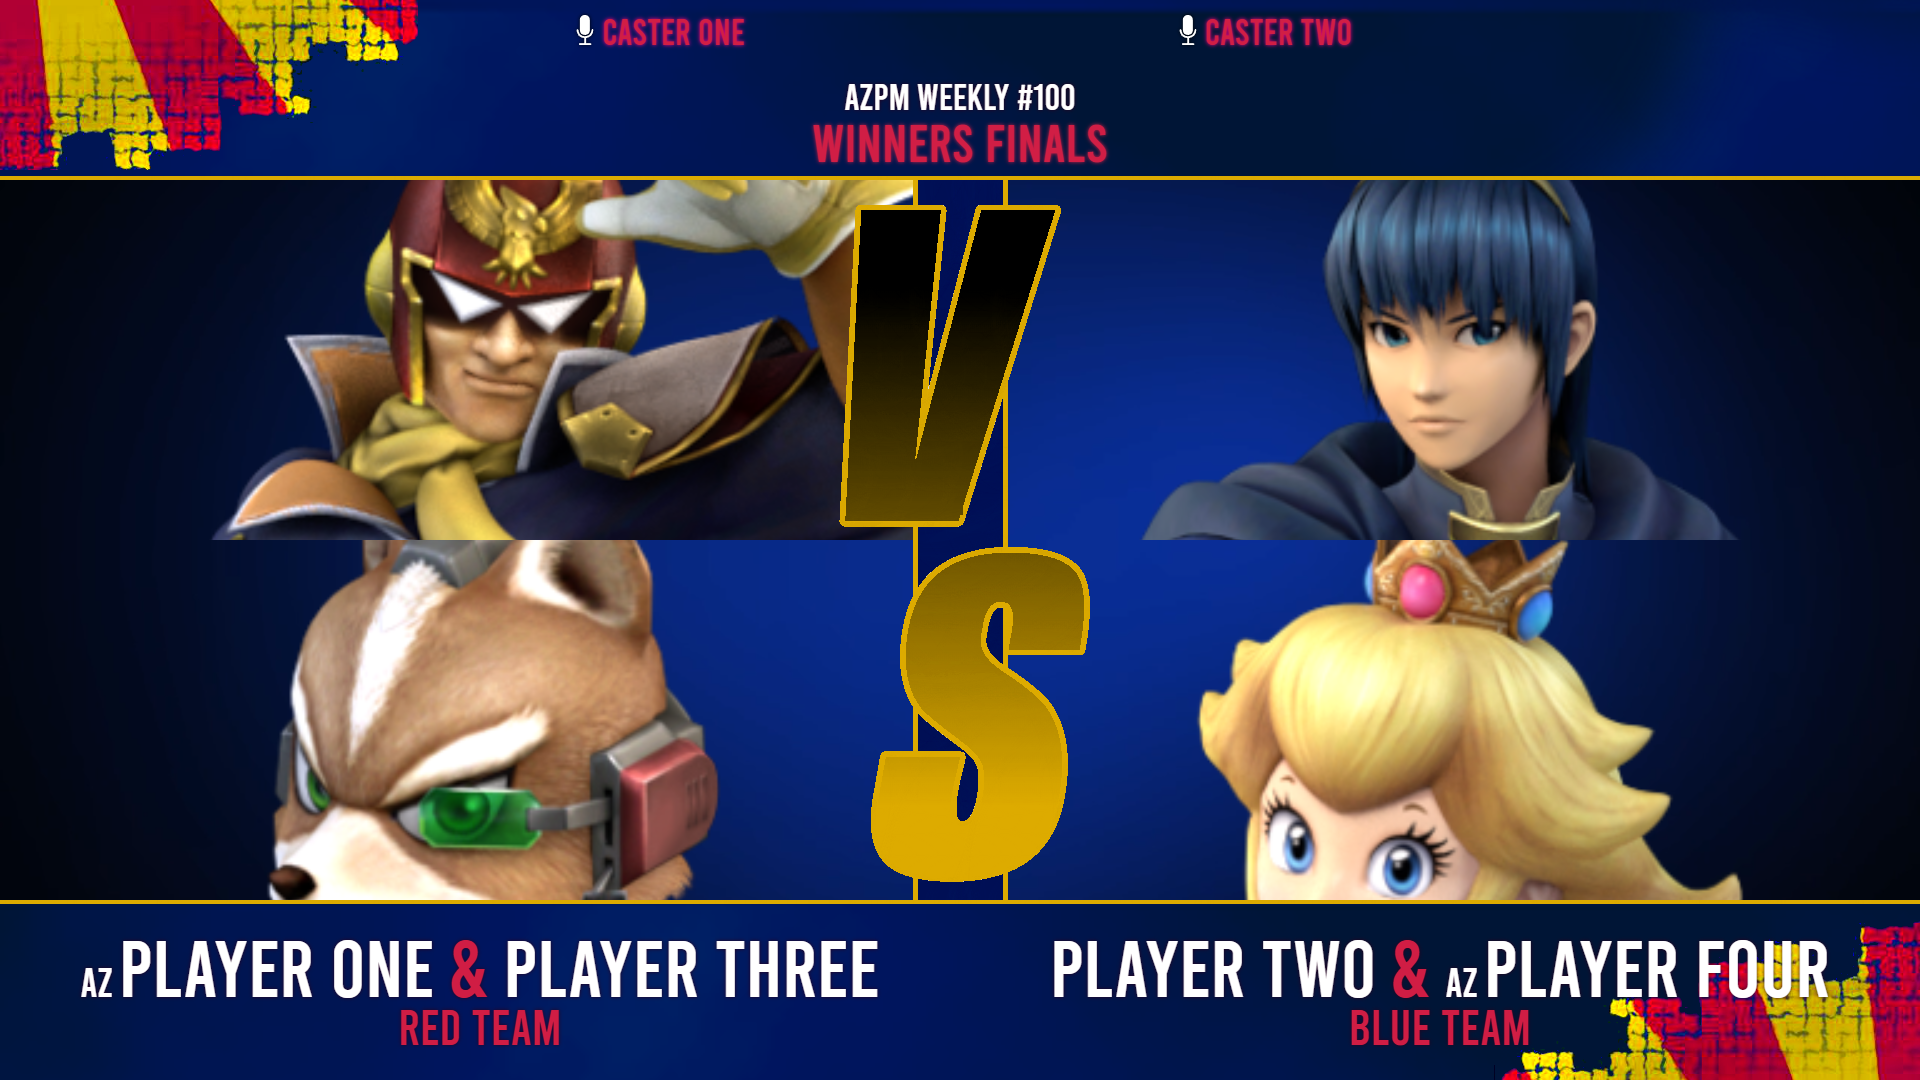 CASTER ONE
CASTER TWO
AZPM WEEKLY #100
WINNERS FINALS
VS
AZ PLAYER ONE & PLAYER THREE
RED TEAM
PLAYER TWO & AZ PLAYER FOUR
BLUE TEAM